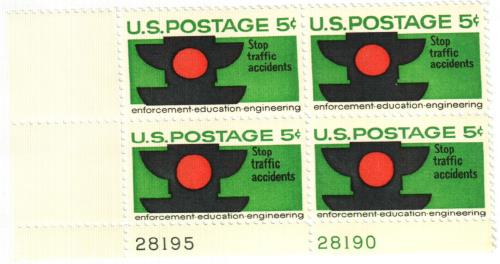 U.S.POSTAGE 5¢
Stop
traffic
accidents
enforcement·education·engineering
U.S.POSTAGE 5¢
Stop
traffic
accidents
enforcement·education·engineering
U.S.POSTAGE 5¢
Stop
traffic
accidents
enforcement·education·engineering
U.S.POSTAGE 5¢
Stop
traffic
accidents
enforcement·education·engineering
28195
28190